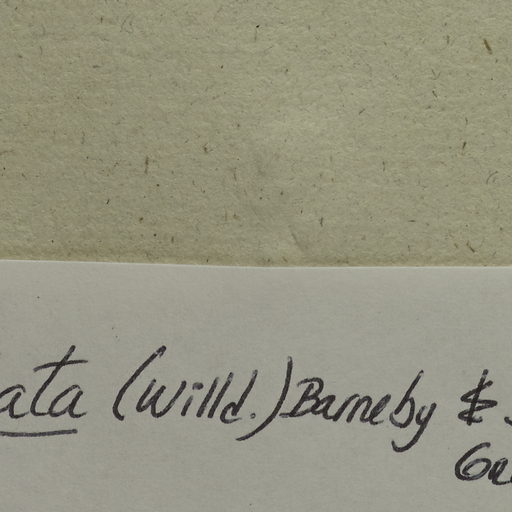 ata (Willd.) Barneby &